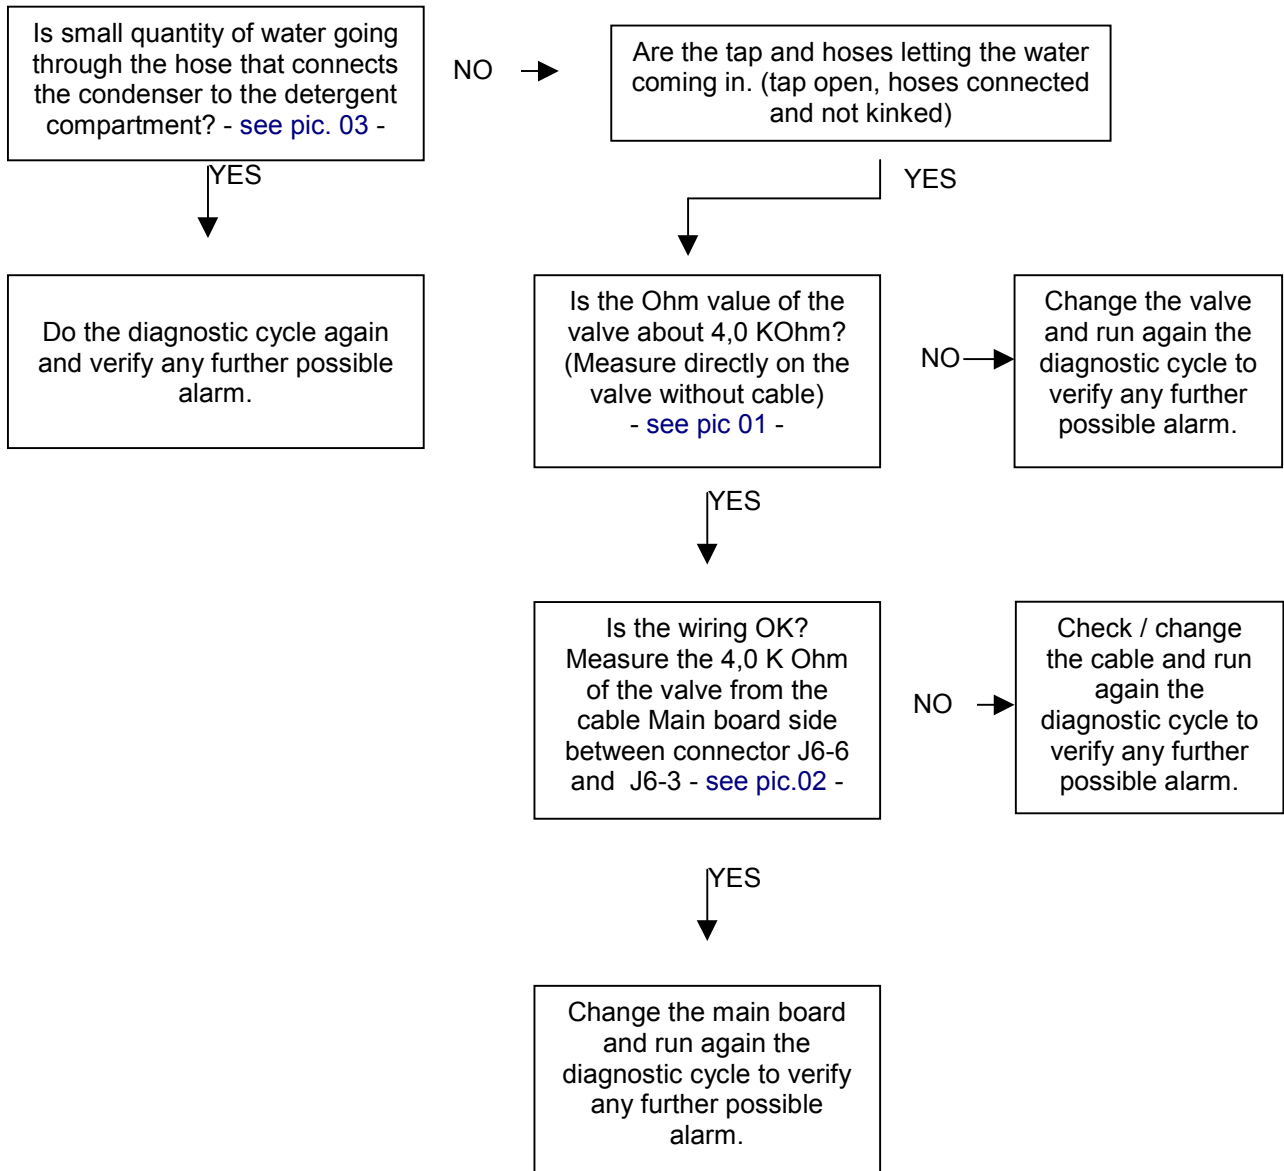 Is small quantity of water going
through the hose that connects
the condenser to the detergent
compartment? - see pic. 03 -
NO
Are the tap and hoses letting the water
coming in. (tap open, hoses connected
and not kinked)
YES
YES
Do the diagnostic cycle again
and verify any further possible
alarm.
Is the Ohm value of the
valve about 4,0 KOhm?
(Measure directly on the
valve without cable)
- see pic 01 -
NO
Change the valve
and run again the
diagnostic cycle to
verify any further
possible alarm.
YES
Is the wiring OK?
Measure the 4,0 K Ohm
of the valve from the
cable Main board side
between connector J6-6
and J6-3 - see pic.02 -
NO
Check / change
the cable and run
again the
diagnostic cycle to
verify any further
possible alarm.
YES
Change the main board
and run again the
diagnostic cycle to verify
any further possible
alarm.